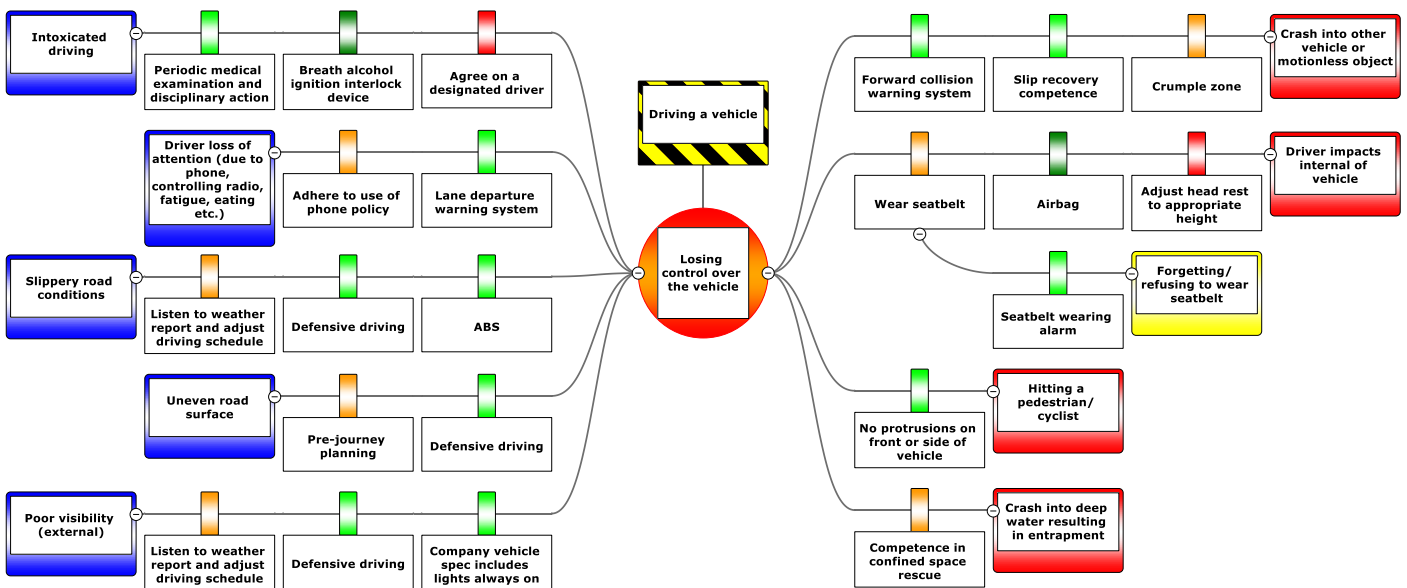 Intoxicated
driving
Periodic medical
examination and
disciplinary action
Breath alcohol
ignition interlock
device
Agree on a
designated driver
Driver loss of
attention (due to
phone,
controlling radio,
fatigue, eating
etc.)
Adhere to use of
phone policy
Lane departure
warning system
Slippery road
conditions
Listen to weather
report and adjust
driving schedule
Defensive driving
ABS
Uneven road
surface
Pre-journey
planning
Defensive driving
Poor visibility
(external)
Listen to weather
report and adjust
driving schedule
Defensive driving
Company vehicle
spec includes
lights always on
Driving a vehicle
Losing
control over
the vehicle
Forward collision
warning system
Slip recovery
competence
Crumple zone
Crash into other
vehicle or
motionless object
Wear seatbelt
Airbag
Adjust head rest
to appropriate
height
Driver impacts
internal of
vehicle
Seatbelt wearing
alarm
Forgetting/
refusing to wear
seatbelt
No protrusions on
front or side of
vehicle
Hitting a
pedestrian/
cyclist
Competence in
confined space
rescue
Crash into deep
water resulting
in entrapment